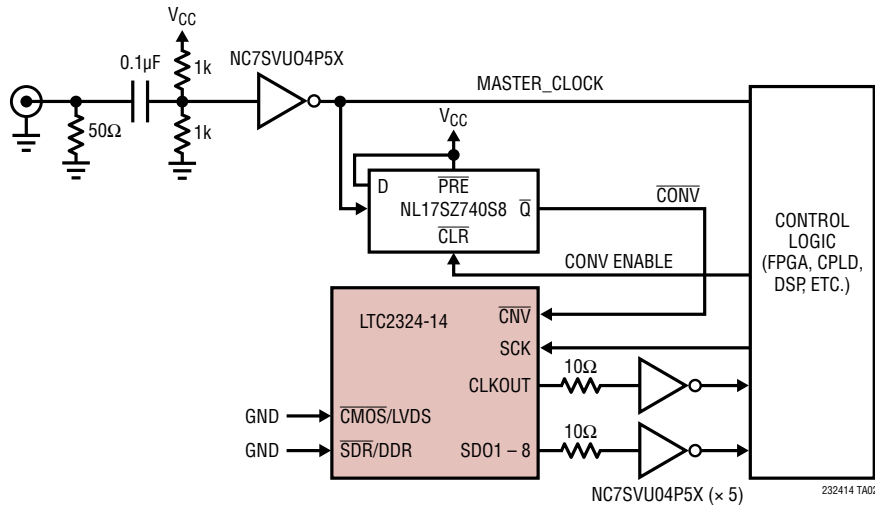 VCC
0.1µF
1k
NC7SVUO4P5X
MASTER_CLOCK
50Ω
1k
VCC
D
PRE
NL17SZ740S8
Q
CLR
CONV
CONV ENABLE
CONTROL
LOGIC
(FPGA, CPLD,
DSP, ETC.)
LTC2324-14
CNV
SCK
CLKOUT
10Ω
GND
CMOS/LVDS
GND
SDR/DDR
SDO1 – 8
10Ω
NC7SVU04P5X (× 5)
232414 TA02